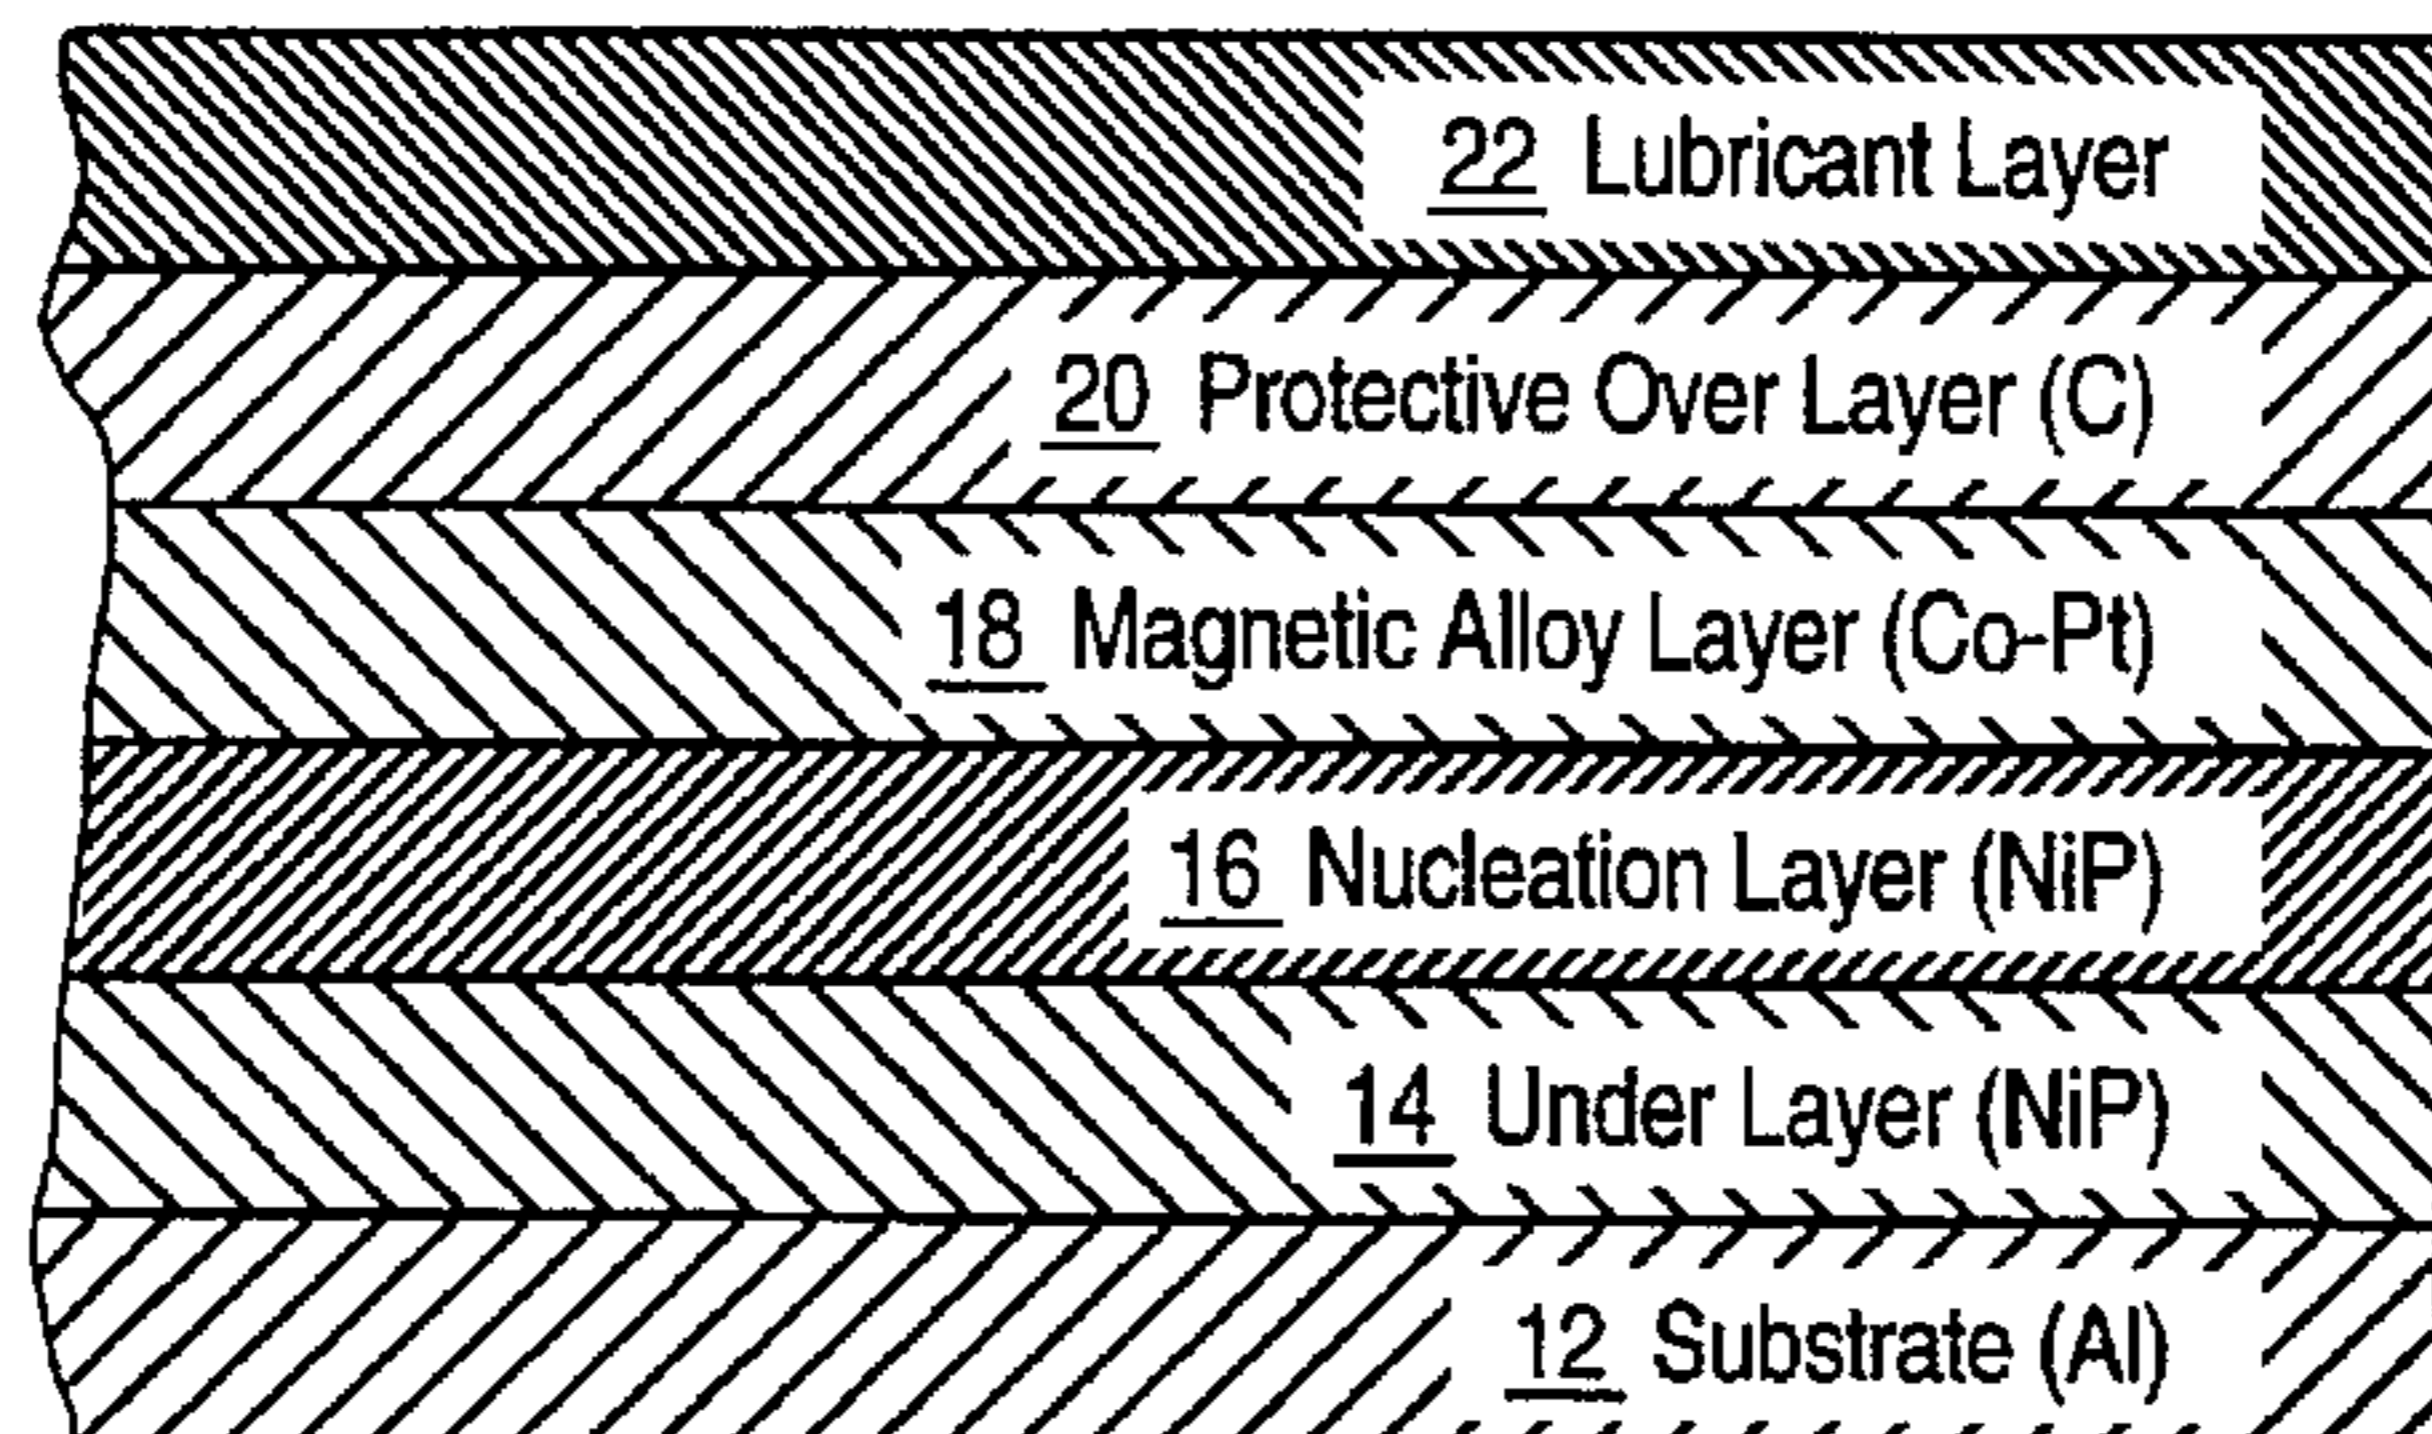 22 Lubricant Layer
20 Protective Over Layer (C)
18 Magnetic Alloy Layer (Co-Pt)
16 Nucleation Layer (NiP)
14 Under Layer (NiP)
12 Substrate (Al)